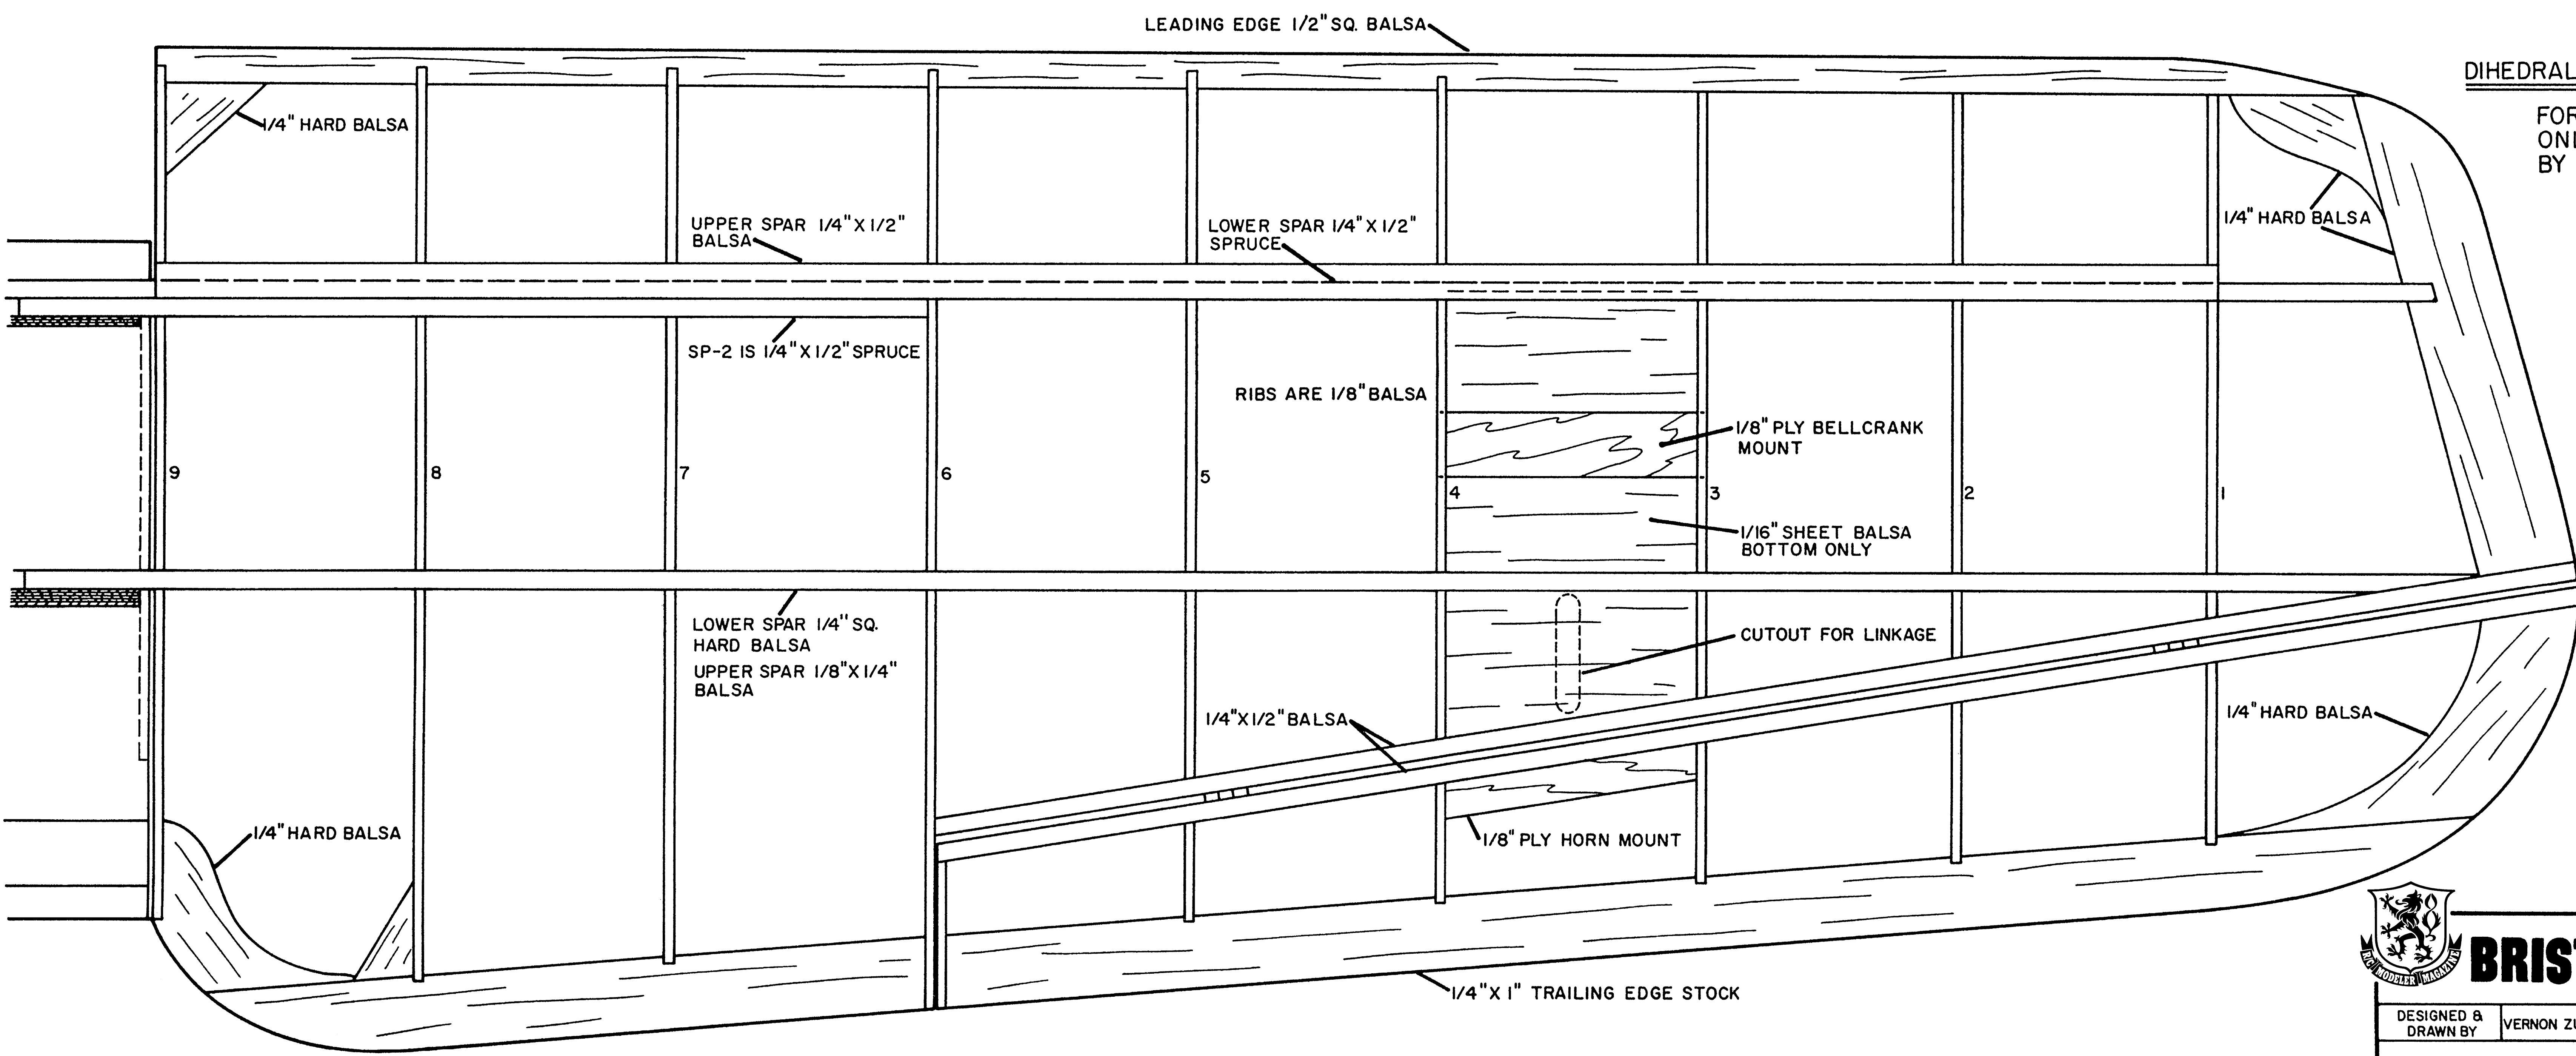 LEADING EDGE 1/2" SQ. BALSA
DIHEDRAL
FOR
BY
1/4" HARD BALSA
1/4" HARD BALSA
UPPER SPAR 1/4" X 1/2"
BALSA
LOWER SPAR 1/4" X 1/2"
SPRUCE
SP-2 IS 1/4" X 1/2" SPRUCE
RIBS ARE 1/8" BALSA
1/8" PLY BELLCRANK
MOUNT
9
8
7
6
5
4
3
2
1
1/16" SHEET BALSA
BOTTOM ONLY
LOWER SPAR 1/4" SQ.
HARD BALSA
UPPER SPAR 1/8" X 1/4"
BALSA
CUTOUT FOR LINKAGE
1/4" X 1/2" BALSA
1/4" HARD BALSA
1/4" HARD BALSA
1/8" PLY HORN MOUNT
1/4" X 1" TRAILING EDGE STOCK
R/C MODELER MAGAZINE
BRIS
DESIGNED &
DRAWN BY
VERNON